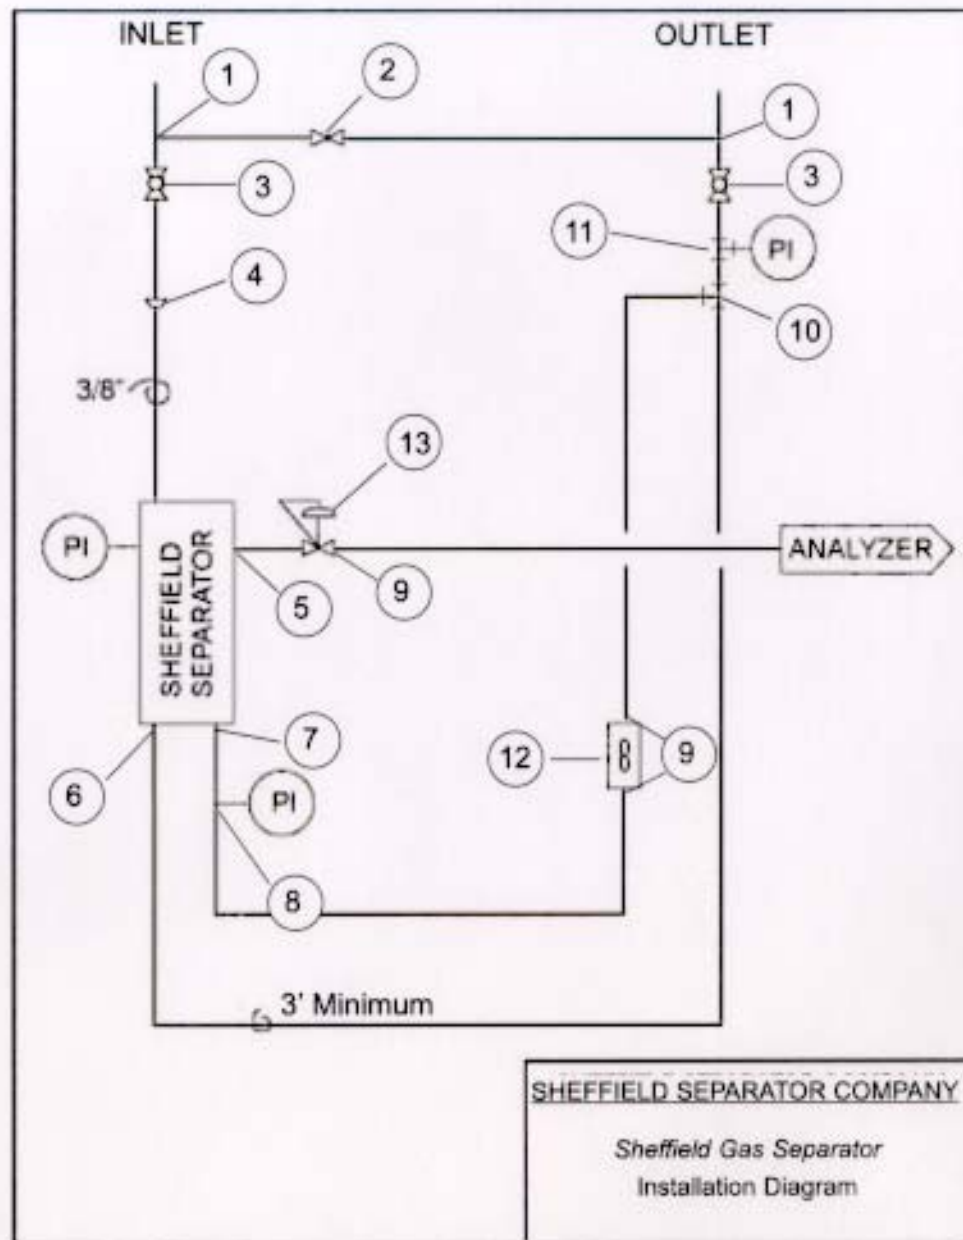 INLET
OUTLET
1
2
1
3
3
11
PI
4
10
3/8"
13
PI
SHEFFIELD
SEPARATOR
ANALYZER
5
9
7
12
9
6
PI
8
3' Minimum
SHEFFIELD SEPARATOR COMPANY
Sheffield Gas Separator
Installation Diagram